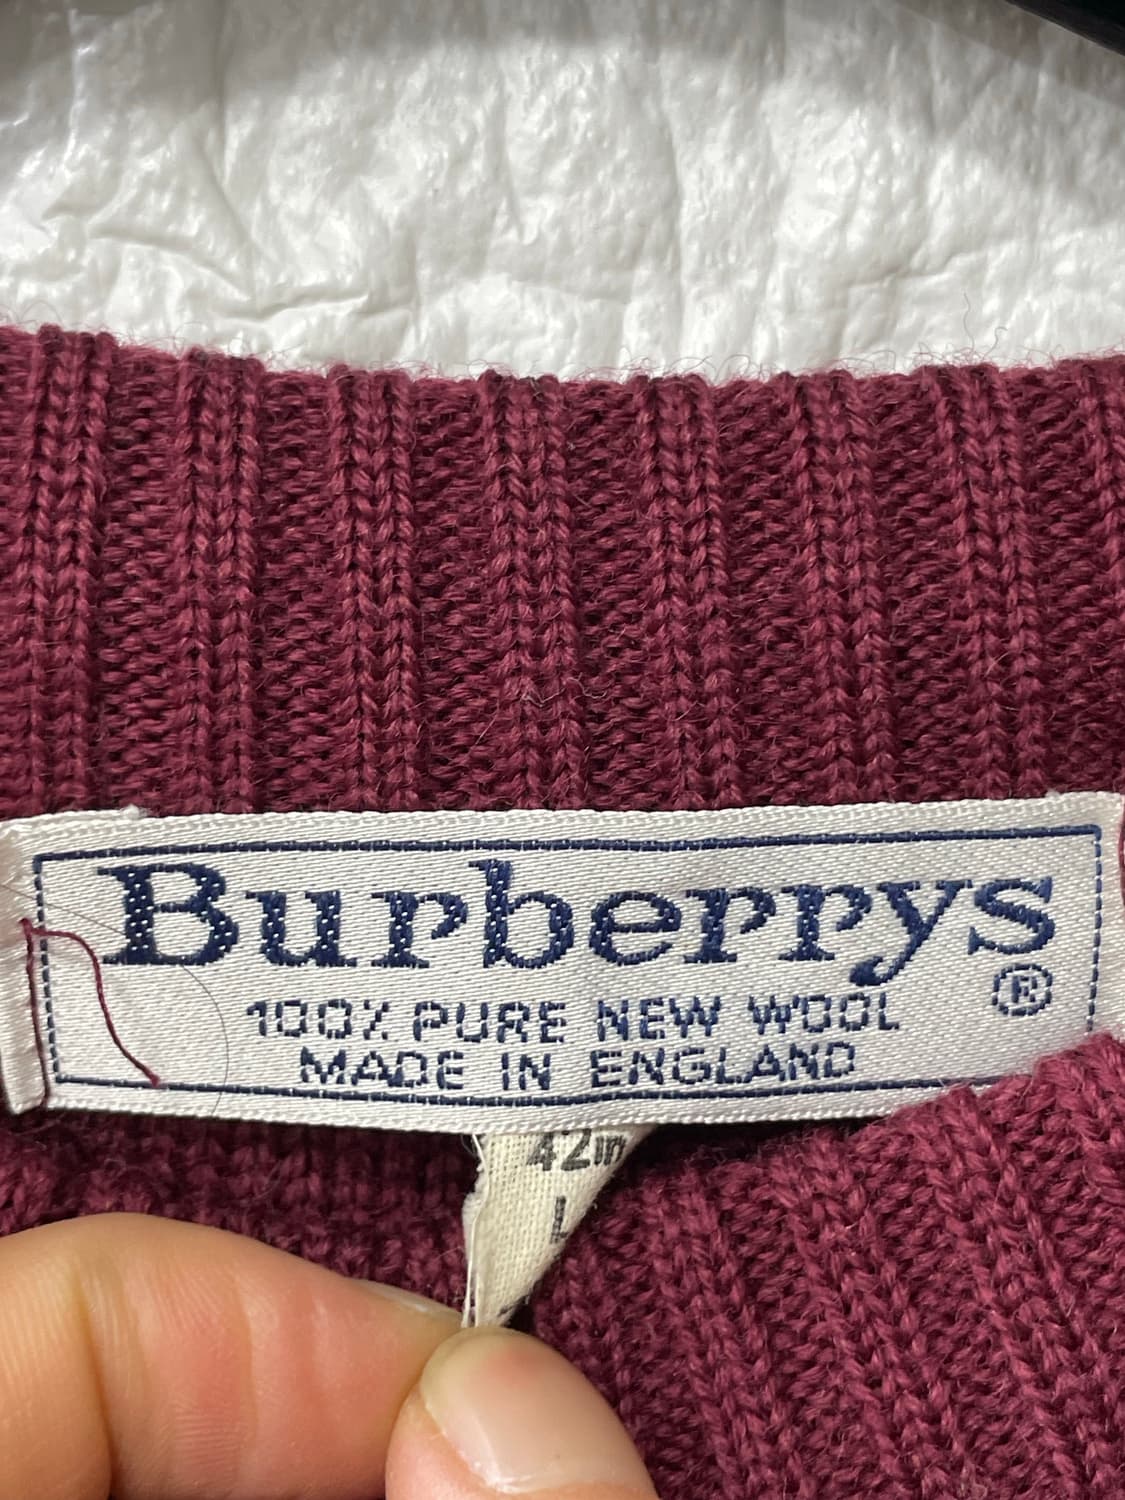 Burberrys
®
100% PURE NEW WOOL
MADE IN ENGLAND
42in
L